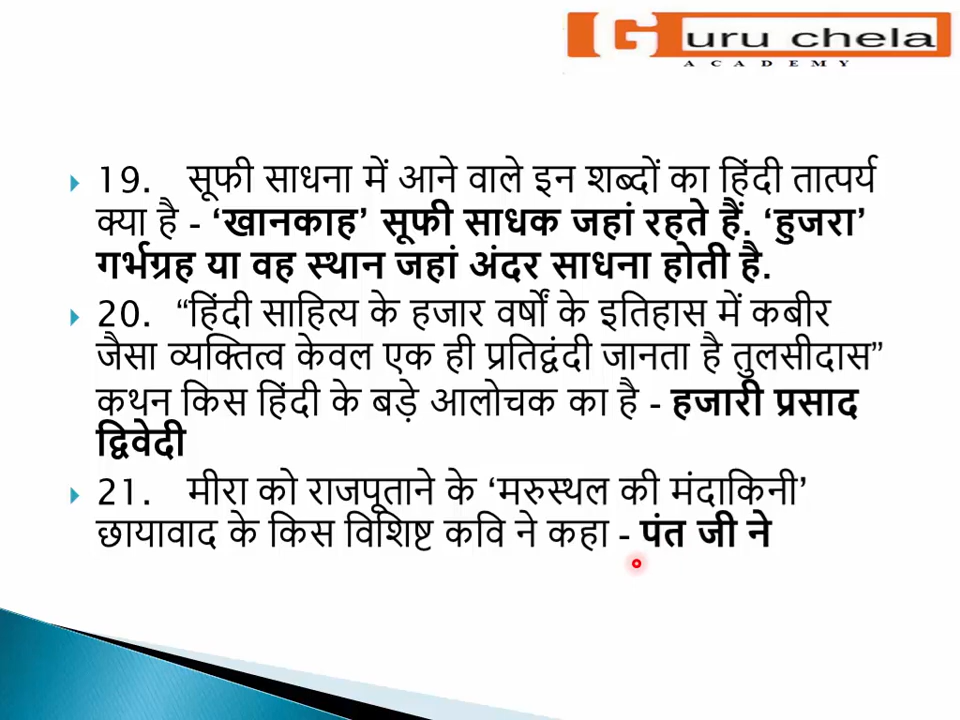 Guru chela
ACADEMY
19. सूफी साधना में आने वाले इन शब्दों का हिंदी तात्पर्य
क्या है - ‘खानकाह’ सूफी साधक जहां रहते हैं. ‘हुजरा’
गर्भग्रह या वह स्थान जहां अंदर साधना होती है.
20. “हिंदी साहित्य के हजार वर्षों के इतिहास में कबीर
जैसा व्यक्तित्व केवल एक ही प्रतिद्वंदी जानता है तुलसीदास”
कथन किस हिंदी के बड़े आलोचक का है - हजारी प्रसाद
द्विवेदी
21. मीरा को राजपूताने के ‘मरुस्थल की मंदाकिनी’
छायावाद के किस विशिष्ट कवि ने कहा - पंत जी ने